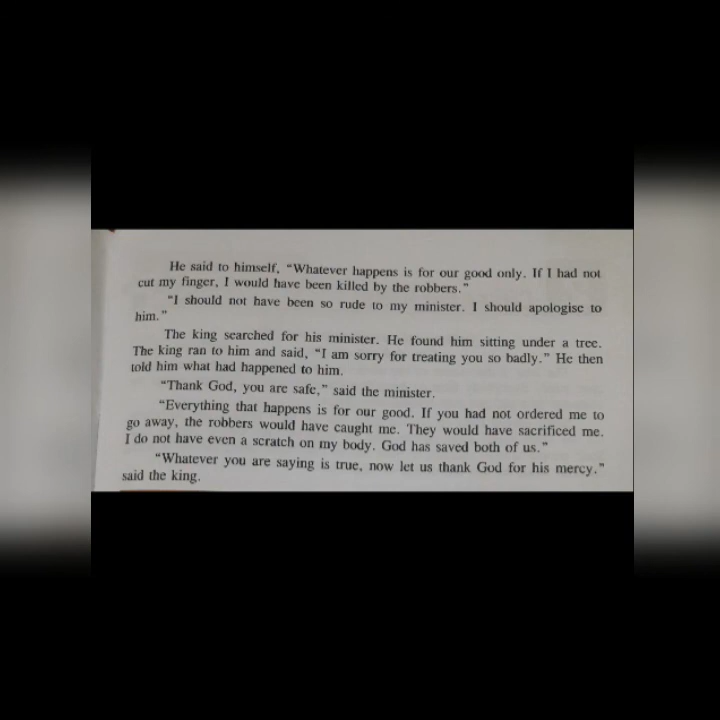 He said to himself, “Whatever happens is for our good only. If I had not
cut my finger, I would have been killed by the robbers.”
“I should not have been so rude to my minister. I should apologise to
him.”
The king searched for his minister. He found him sitting under a tree.
The king ran to him and said, “I am sorry for treating you so badly.” He then
told him what had happened to him.
“Thank God, you are safe,” said the minister.
“Everything that happens is for our good. If you had not ordered me to
go away, the robbers would have caught me. They would have sacrificed me.
I do not have even a scratch on my body. God has saved both of us.”
“Whatever you are saying is true, now let us thank God for his mercy.”
said the king.